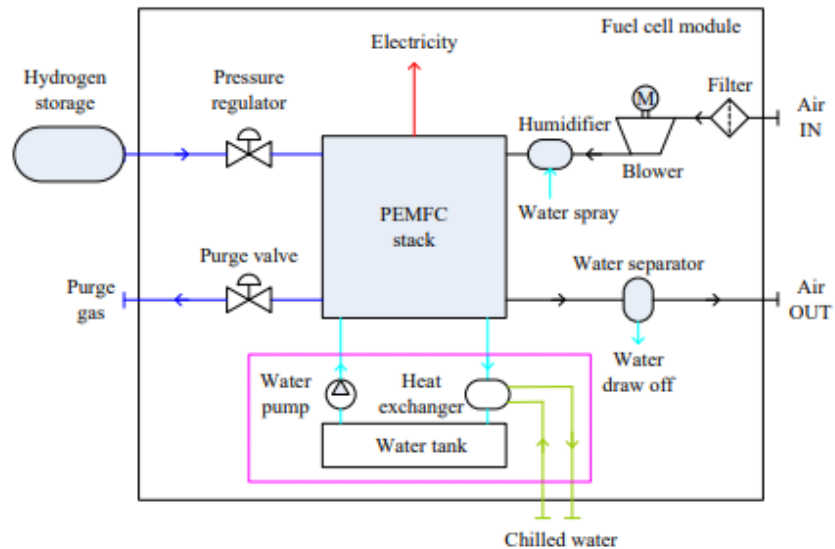 Electricity
Fuel cell module
Hydrogen
storage
Pressure
regulator
M
Filter
Humidifier
Air
IN
Blower
Water spray
PEMFC
stack
Purge valve
Water separator
Purge
gas
Air
OUT
Water
draw off
Water
pump
Heat
exchanger
Water tank
Chilled water